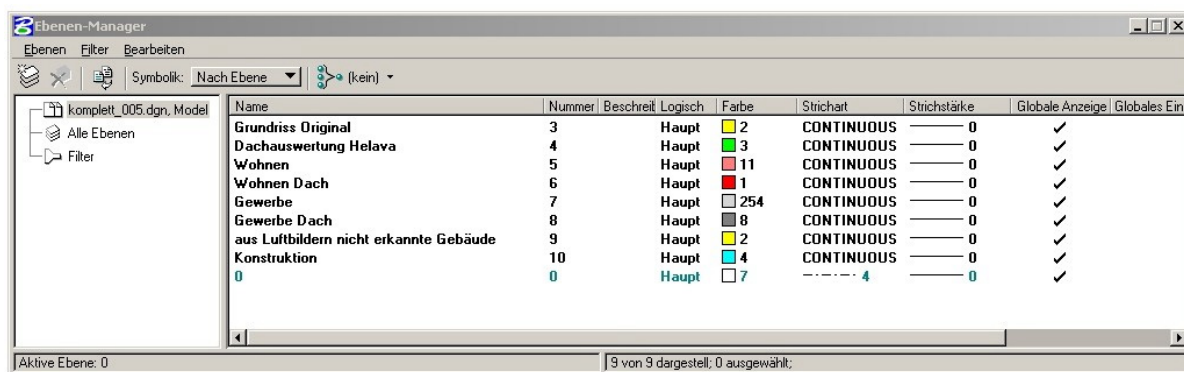 Ebenen-Manager
Ebenen Filter Bearbeiten
Symbolik: Nach Ebene (kein)
komplett_005.dgn, Model
Alle Ebenen
Filter
Name Nummer Beschreit Logisch Farbe Strichart Strichstärke Globale Anzeige Globales Ein
Grundriss Original 3 Haupt 2 CONTINUOUS 0
Dachauswertung Helava 4 Haupt 3 CONTINUOUS 0
Wohnen 5 Haupt 11 CONTINUOUS 0
Wohnen Dach 6 Haupt 1 CONTINUOUS 0
Gewerbe 7 Haupt 254 CONTINUOUS 0
Gewerbe Dach 8 Haupt 8 CONTINUOUS 0
aus Luftbildern nicht erkannte Gebäude 9 Haupt 2 CONTINUOUS 0
Konstruktion 10 Haupt 4 CONTINUOUS 0
0 0 Haupt 7 4 0
Aktive Ebene: 0 9 von 9 dargestell; 0 ausgewählt;